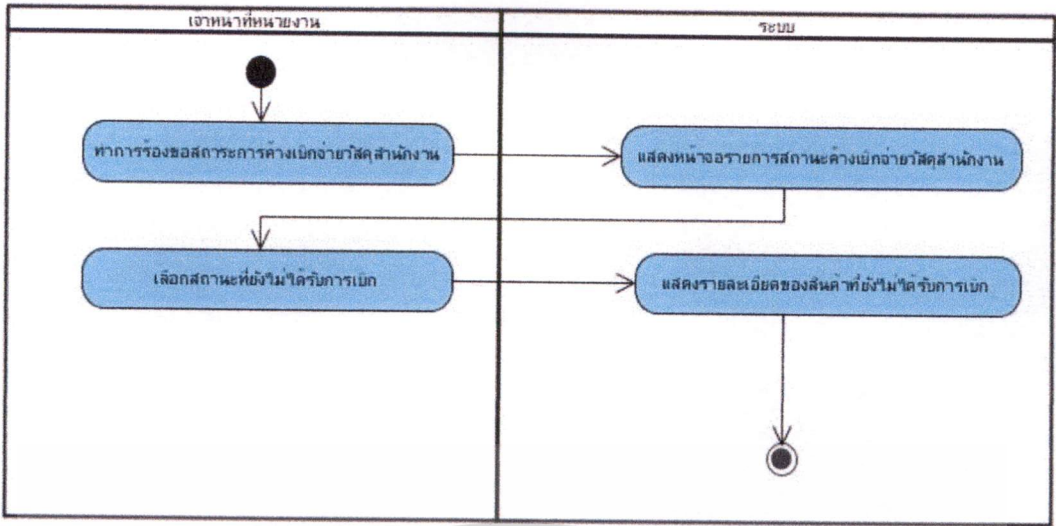 เจ้าหน้าที่หน่วยงาน
ระบบ
ทำการร้องขอสถาระการค้างเบิกจ่ายวัสดุสำนักงาน
แสดงหน้าจอรายการสถานะค้างเบิกจ่ายวัสดุสำนักงาน
เลือกสถานะที่ยังไม่ได้รับการเบิก
แสดงรายละเอียดของสินค้าที่ยังไม่ได้รับการเบิก